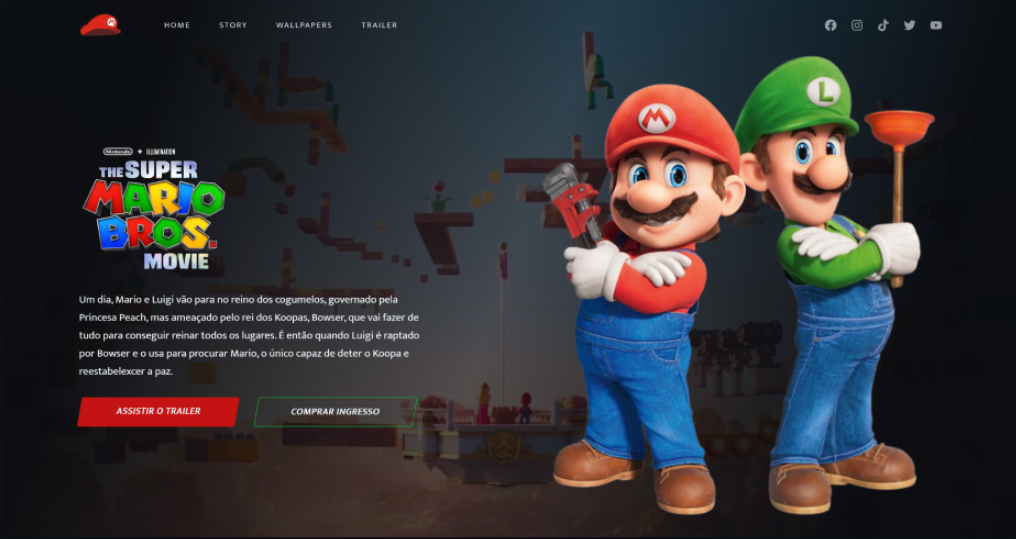 HOME STORY WALLPAPERS TRAILER
Nintendo + ILLUMINATION
THE SUPER
MARIO
BROS.
MOVIE
Um dia, Mario e Luigi vão para no reino dos cogumelos, governado pela
Princesa Peach, mas ameaçado pelo rei dos Koopas, Bowser, que vai fazer de
tudo para conseguir reinar todos os lugares. É então quando Luigi é raptado
por Bowser e o usa para procurar Mario, o único capaz de deter o Koopa e
reestabelexcer a paz.
ASSISTIR O TRAILER COMPRAR INGRESSO
M
L